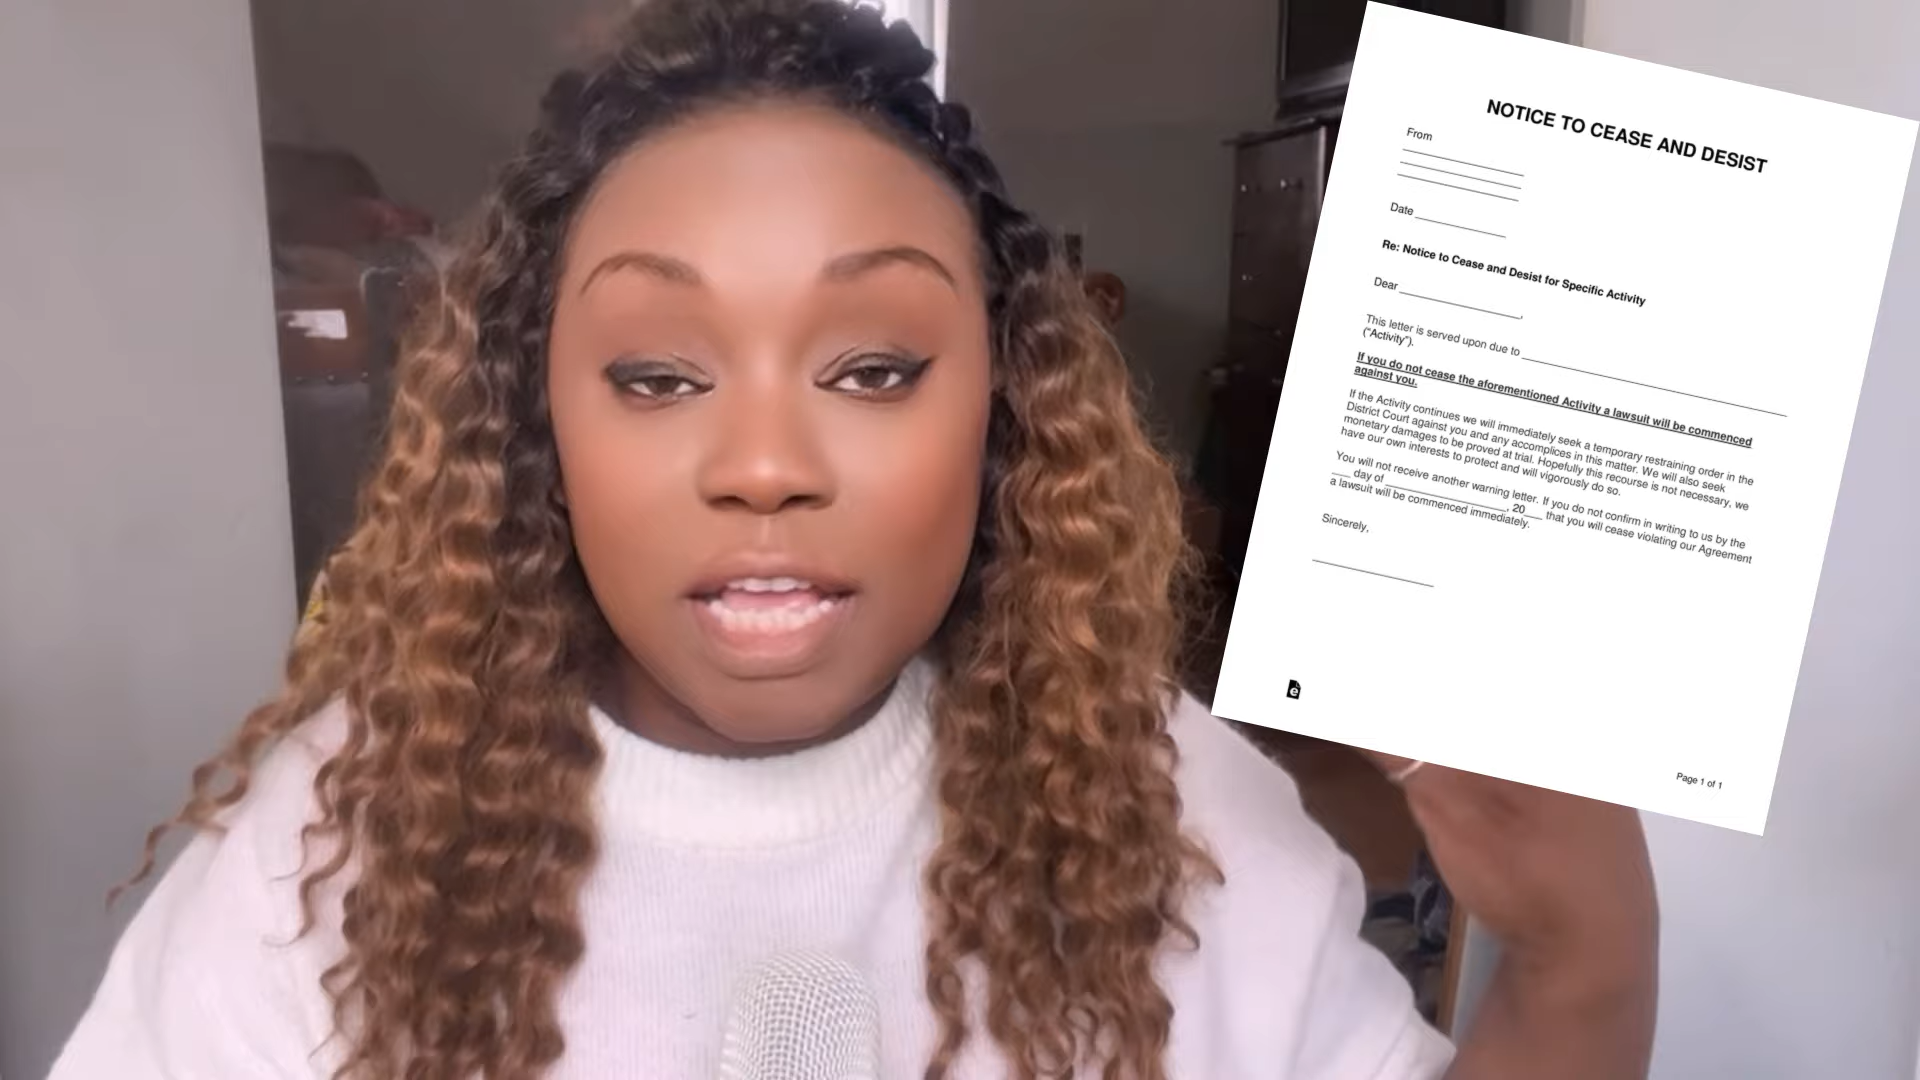 NOTICE TO CEASE AND DESIST
From
Date
Re: Notice to Cease and Desist for Specific Activity
Dear ____________________,
This letter is served upon due to ____________________
("Activity").
If you do not cease the aforementioned Activity a lawsuit will be commenced
against you.
If the Activity continues we will immediately seek a temporary restraining order in the
District Court against you and any accomplices in this matter. We will also seek
monetary damages to be proved at trial. Hopefully this recourse is not necessary, we
have our own interests to protect and will vigorously do so.
You will not receive another warning letter. If you do not confirm in writing to us by the
___ day of ____________________, 20___ that you will cease violating our Agreement
a lawsuit will be commenced immediately.
Sincerely,
e
Page 1 of 1